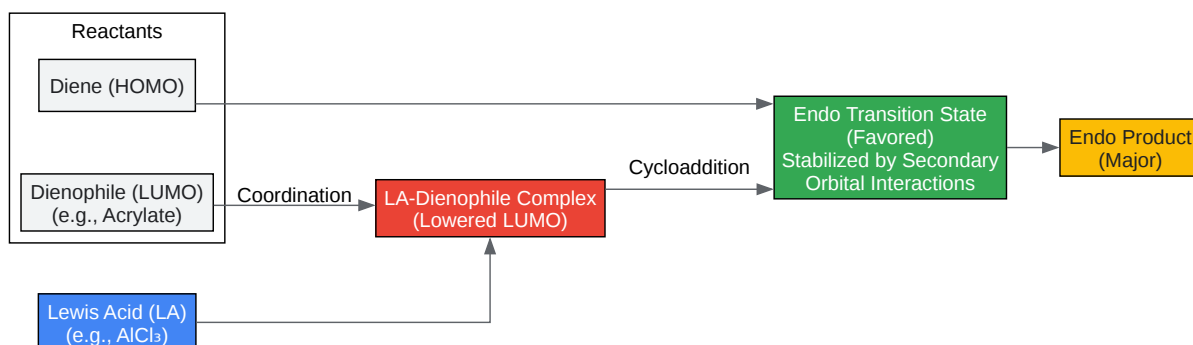 Reactants
Diene (HOMO)
Dienophile (LUMO)
(e.g., Acrylate)
Coordination
LA-Dienophile Complex
(Lowered LUMO)
Cycloaddition
Endo Transition State
(Favored)
Stabilized by Secondary
Orbital Interactions
Endo Product
(Major)
Lewis Acid (LA)
(e.g., AlCl₃)